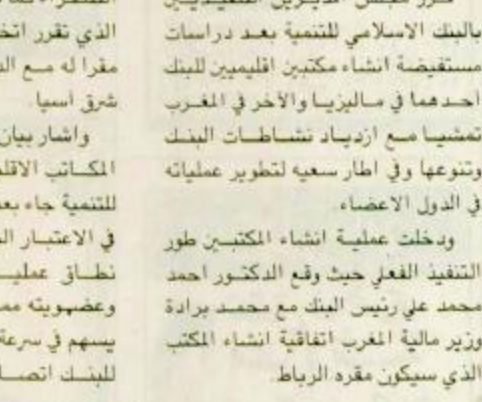 قرر مجلس المديرين التنفيذيين
بالبنك الاسلامي للتنمية بعد دراسات
مستفيضة انشاء مكتبين اقليميين للبنك
احدهما في ماليزيا والآخر في المغرب
تمشيا مع ازدياد نشاطات البنك
وتنوعها وفي اطار سعيه لتطوير عملياته
في الدول الاعضاء.
ودخلت عملية انشاء المكتبين طور
التنفيذ الفعلي حيث وقع الدكتور احمد
محمد علي رئيس البنك مع محمد برادة
وزير مالية المغرب اتفاقية انشاء المكتب
الذي سيكون مقره الرباط.
الذي تقرر
مقرا له مع
شرق آسيا.
واشار بيان
المكاتب
للتنمية جاء
في الاعتبار
نطاق
وعضويته
يسهم في سرعة
للبنك